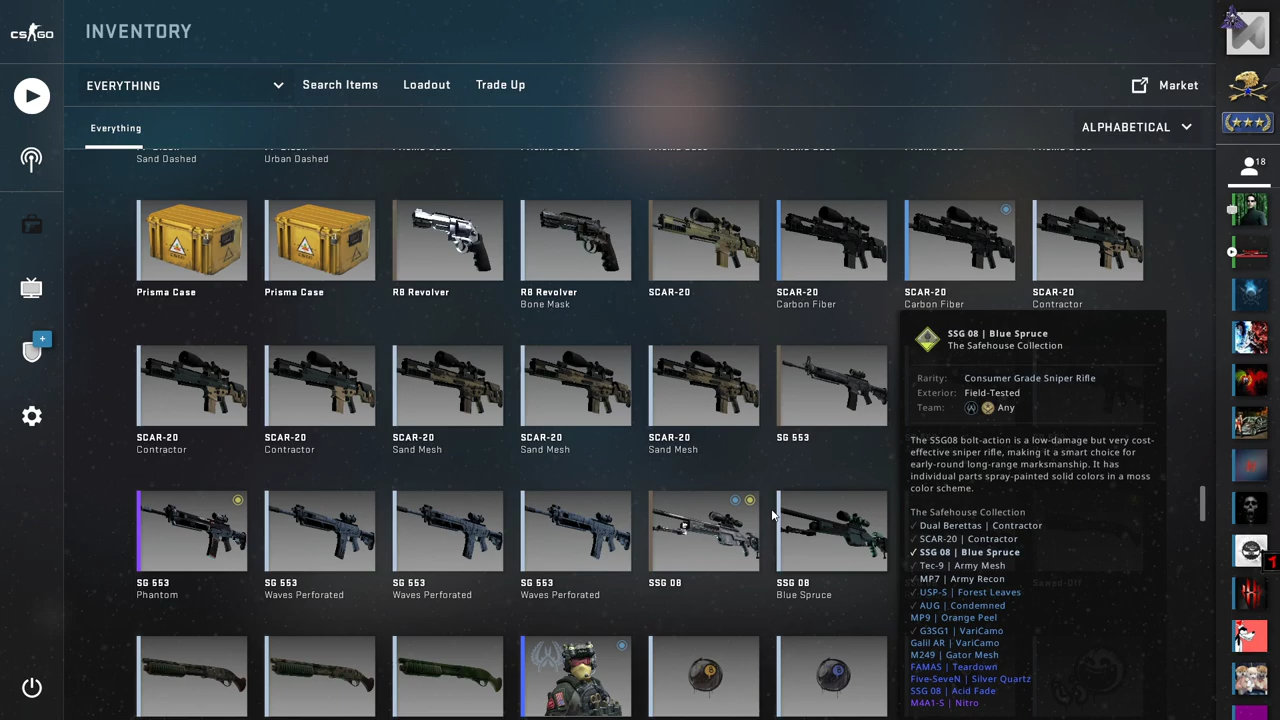 CS:GO
INVENTORY
EVERYTHING
Search Items
Loadout
Trade Up
Market
Everything
ALPHABETICAL
18
Sand Dashed
Urban Dashed
Prisma Case
Prisma Case
R8 Revolver
R8 Revolver
Bone Mask
SCAR-20
SCAR-20
Carbon Fiber
SCAR-20
Carbon Fiber
SCAR-20
Contractor
SCAR-20
Contractor
SCAR-20
Contractor
SCAR-20
Sand Mesh
SCAR-20
Sand Mesh
SCAR-20
Sand Mesh
SG 553
SG 553
Phantom
SG 553
Waves Perforated
SG 553
Waves Perforated
SG 553
Waves Perforated
SSG 08
SSG 08
Blue Spruce
SSG 08 | Blue Spruce
The Safehouse Collection
Rarity: Consumer Grade Sniper Rifle
Exterior: Field-Tested
Team: Any
The SSG08 bolt-action is a low-damage but very cost-
effective sniper rifle, making it a smart choice for
early-round long-range marksmanship. It has
individual parts spray-painted solid colors in a moss
color scheme.
The Safehouse Collection
✓ Dual Berettas | Contractor
✓ SCAR-20 | Contractor
✓ SSG 08 | Blue Spruce
✓ Tec-9 | Army Mesh
✓ MP7 | Army Recon
✓ USP-S | Forest Leaves
✓ AUG | Condemned
MP9 | Orange Peel
✓ G3SG1 | VariCamo
Galil AR | VariCamo
M249 | Gator Mesh
FAMAS | Teardown
Five-SeveN | Silver Quartz
SSG 08 | Acid Fade
M4A1-S | Nitro
1